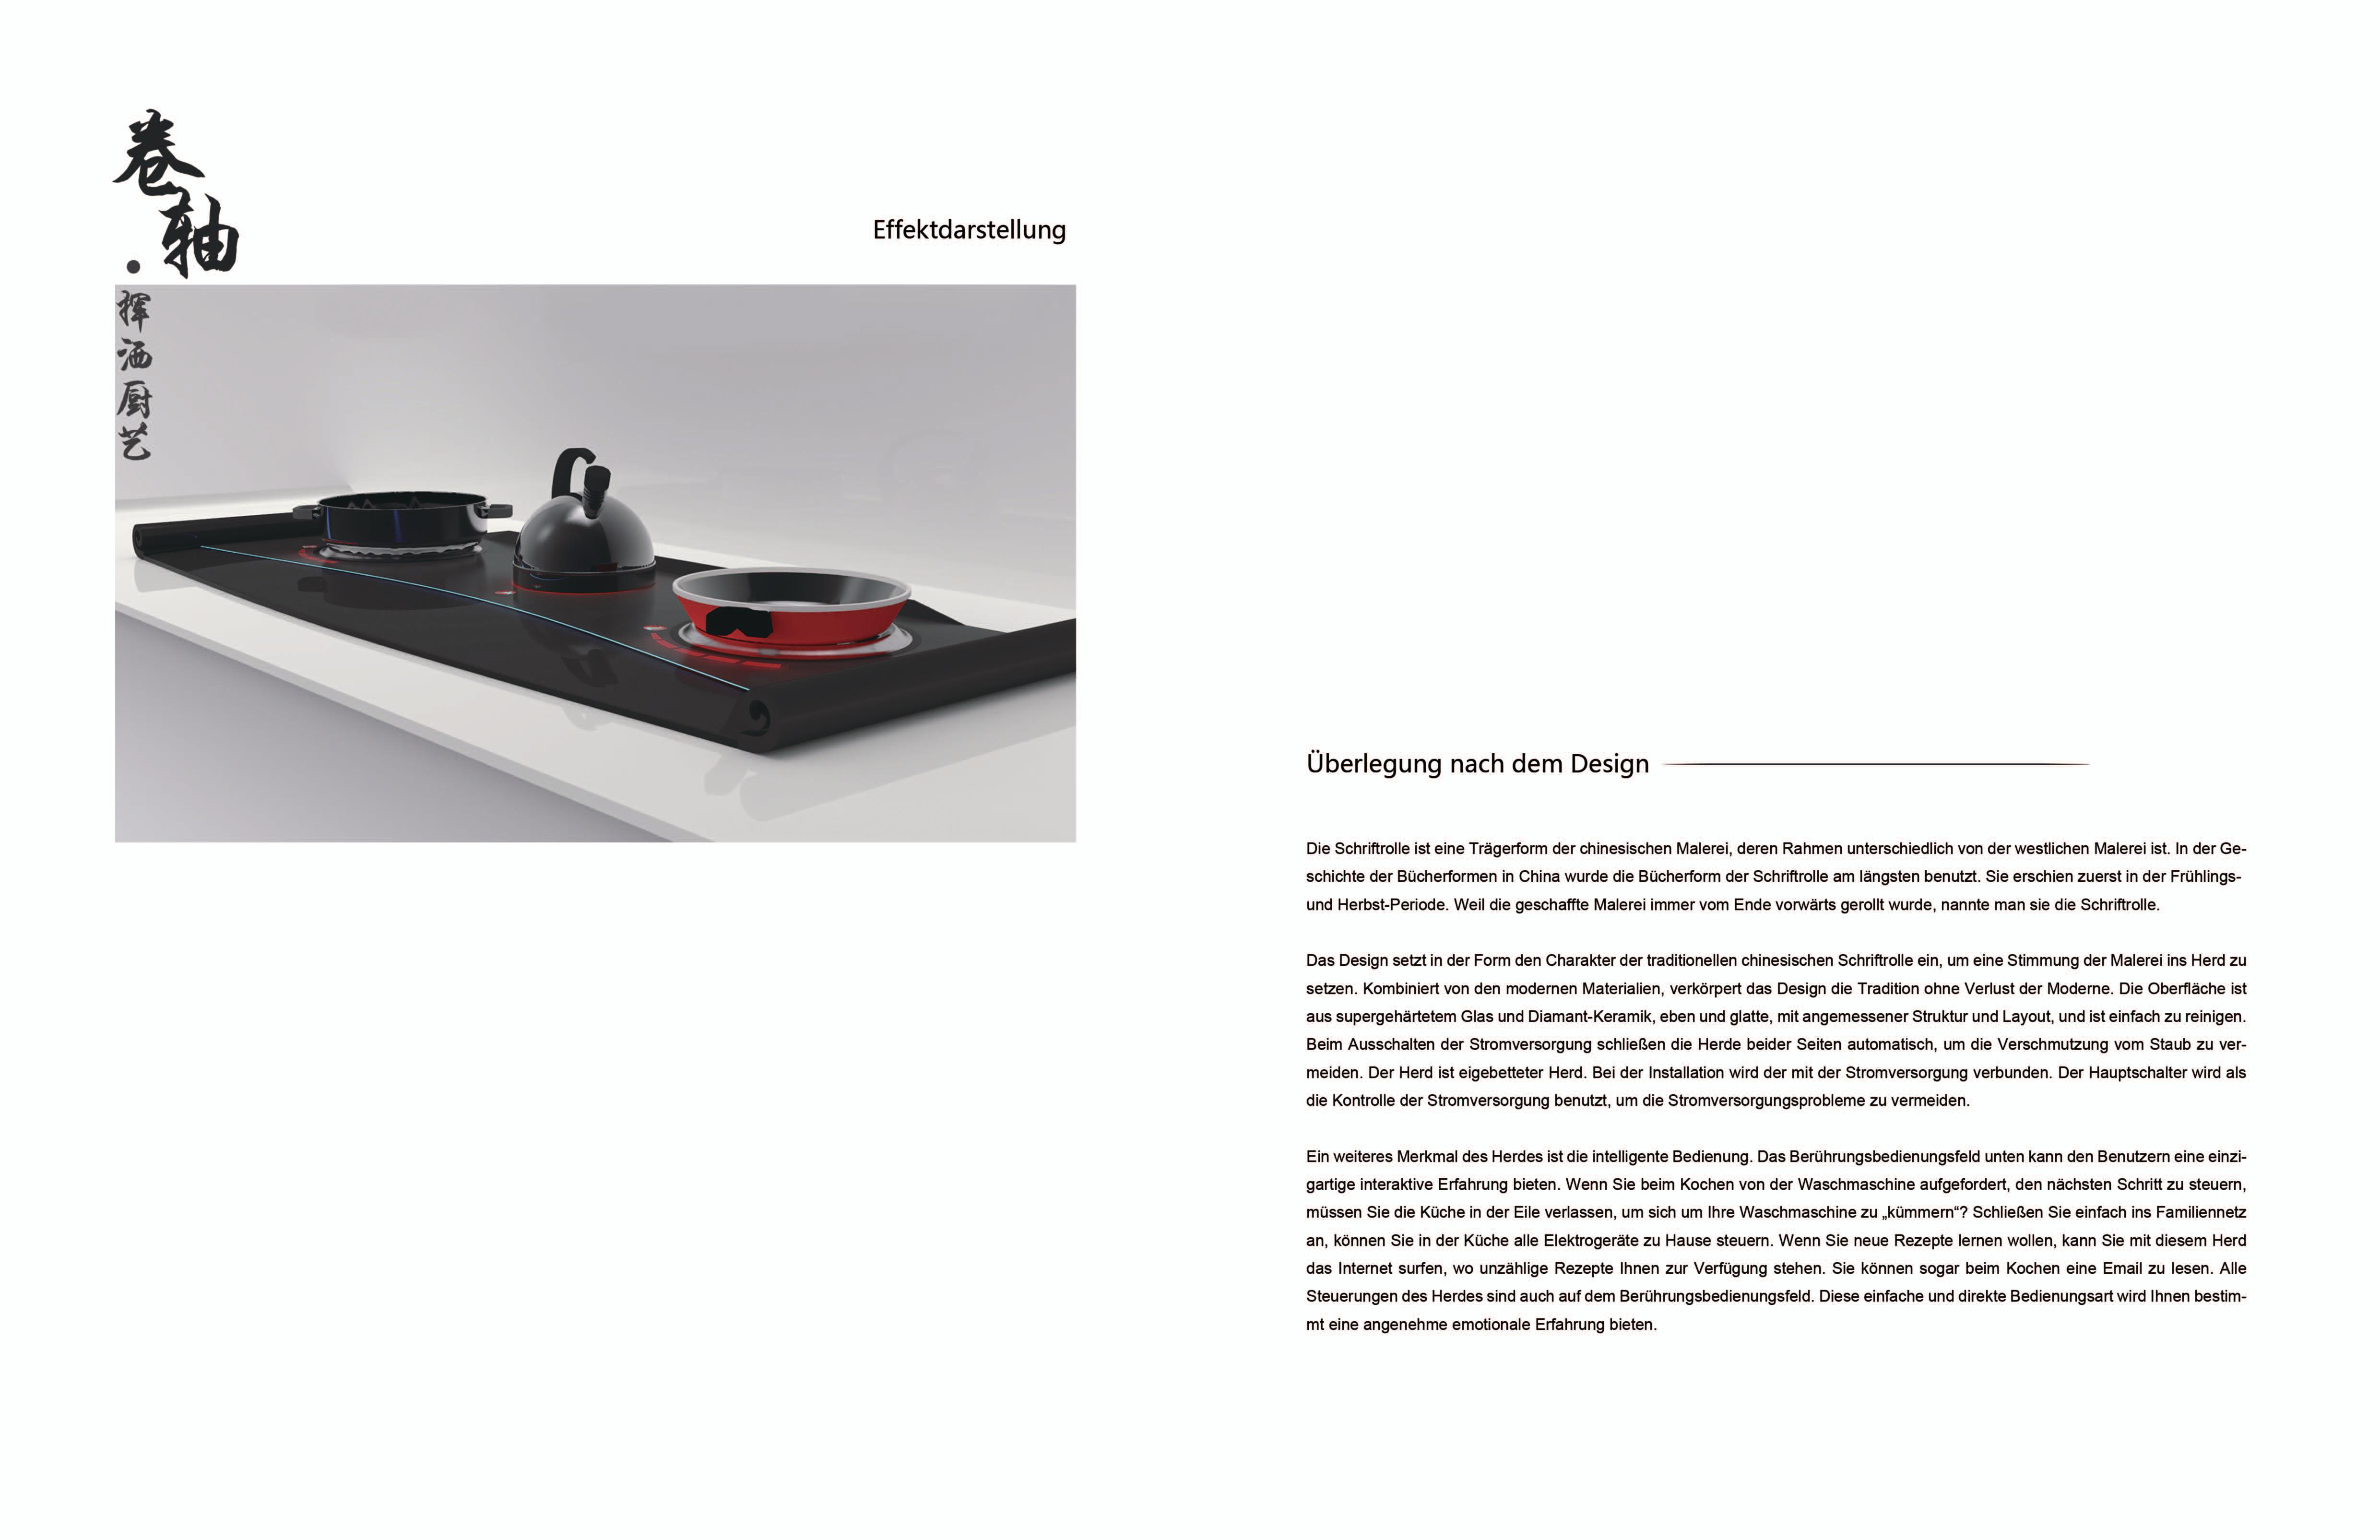 卷轴
·
挥洒厨艺
Effektdarstellung
Überlegung nach dem Design
Die Schriftrolle ist eine Trägerform der chinesischen Malerei, deren Rahmen unterschiedlich von der westlichen Malerei ist. In der Ge-
schichte der Bücherformen in China wurde die Bücherform der Schriftrolle am längsten benutzt. Sie erschien zuerst in der Frühlings-
und Herbst-Periode. Weil die geschaffte Malerei immer vom Ende vorwärts gerollt wurde, nannte man sie die Schriftrolle.
Das Design setzt in der Form den Charakter der traditionellen chinesischen Schriftrolle ein, um eine Stimmung der Malerei ins Herd zu
setzen. Kombiniert von den modernen Materialien, verkörpert das Design die Tradition ohne Verlust der Moderne. Die Oberfläche ist
aus supergehärtetem Glas und Diamant-Keramik, eben und glatte, mit angemessener Struktur und Layout, und ist einfach zu reinigen.
Beim Ausschalten der Stromversorgung schließen die Herde beider Seiten automatisch, um die Verschmutzung vom Staub zu ver-
meiden. Der Herd ist eigebetteter Herd. Bei der Installation wird der mit der Stromversorgung verbunden. Der Hauptschalter wird als
die Kontrolle der Stromversorgung benutzt, um die Stromversorgungsprobleme zu vermeiden.
Ein weiteres Merkmal des Herdes ist die intelligente Bedienung. Das Berührungsbedienungsfeld unten kann den Benutzern eine einzi-
gartige interaktive Erfahrung bieten. Wenn Sie beim Kochen von der Waschmaschine aufgefordert, den nächsten Schritt zu steuern,
müssen Sie die Küche in der Eile verlassen, um sich um Ihre Waschmaschine zu „kümmern“? Schließen Sie einfach ins Familiennetz
an, können Sie in der Küche alle Elektrogeräte zu Hause steuern. Wenn Sie neue Rezepte lernen wollen, kann Sie mit diesem Herd
das Internet surfen, wo unzählige Rezepte Ihnen zur Verfügung stehen. Sie können sogar beim Kochen eine Email zu lesen. Alle
Steuerungen des Herdes sind auch auf dem Berührungsbedienungsfeld. Diese einfache und direkte Bedienungsart wird Ihnen bestim-
mt eine angenehme emotionale Erfahrung bieten.